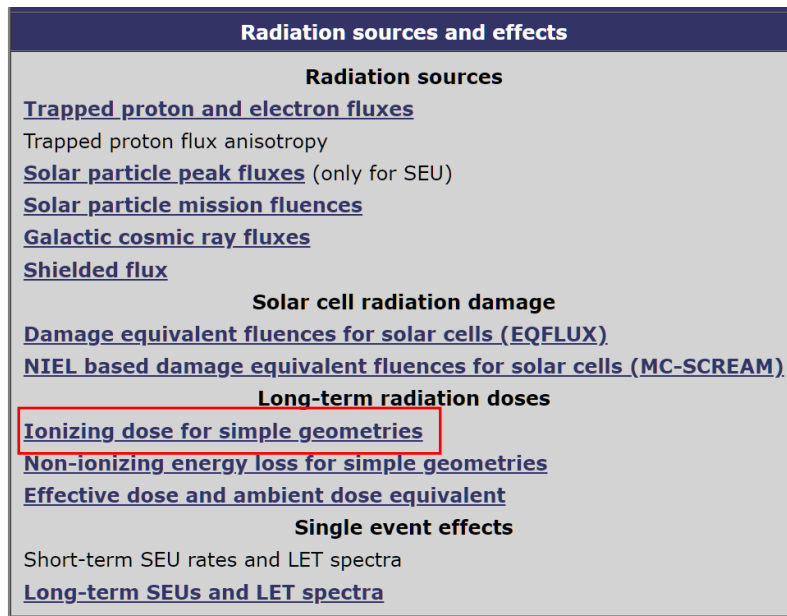 Radiation sources and effects
Radiation sources
Trapped proton and electron fluxes
Trapped proton flux anisotropy
Solar particle peak fluxes (only for SEU)
Solar particle mission fluences
Galactic cosmic ray fluxes
Shielded flux
Solar cell radiation damage
Damage equivalent fluences for solar cells (EQFLUX)
NIEL based damage equivalent fluences for solar cells (MC-SCREAM)
Long-term radiation doses
Ionizing dose for simple geometries
Non-ionizing energy loss for simple geometries
Effective dose and ambient dose equivalent
Single event effects
Short-term SEU rates and LET spectra
Long-term SEUs and LET spectra